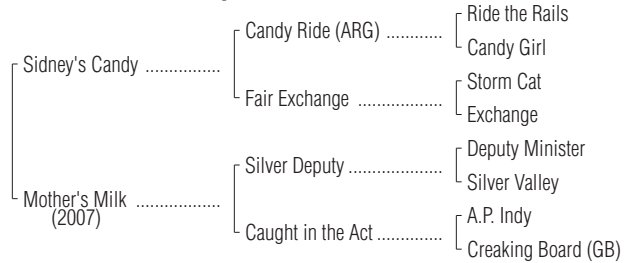 Ride the Rails
Candy Ride (ARG) ............
Candy Girl
Sidney's Candy ................
Storm Cat
Fair Exchange ..................
Exchange
Deputy Minister
Silver Deputy ....................
Silver Valley
Mother's Milk ..................
(2007)
A.P. Indy
Caught in the Act ..............
Creaking Board (GB)